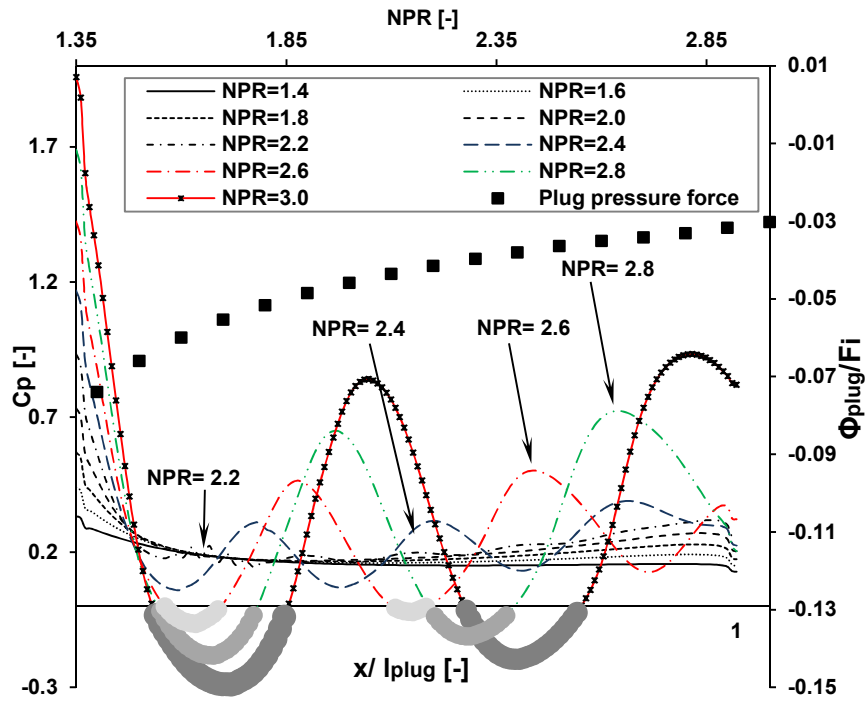 NPR [-]
1.35 1.85 2.35 2.85
NPR=1.4 NPR=1.6
NPR=1.8 NPR=2.0
NPR=2.2 NPR=2.4
NPR=2.6 NPR=2.8
NPR=3.0 Plug pressure force
1.7
1.2
0.7
0.2
-0.3
Cp [-]
NPR= 2.2
NPR= 2.4
NPR= 2.6
NPR= 2.8
0.01
-0.01
-0.03
-0.05
-0.07
-0.09
-0.11
-0.13
-0.15
Φplug/Fi
1
x/ lplug [-]